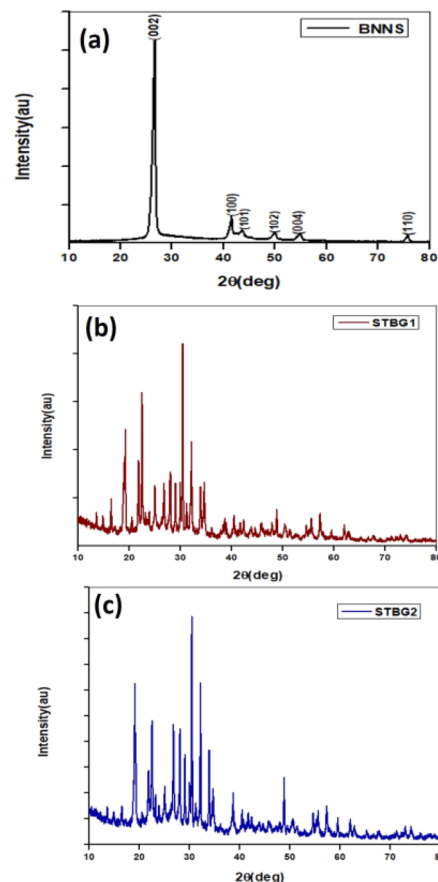 (a)
BNNS
(002)
(100)
(101)
(102)
(004)
(110)
Intensity(au)
10 20 30 40 50 60 70 80
2θ(deg)
(b)
STBG1
Intensity(au)
10 20 30 40 50 60 70 80
2θ(deg)
(c)
STBG2
Intensity(au)
10 20 30 40 50 60 70 80
2θ(deg)